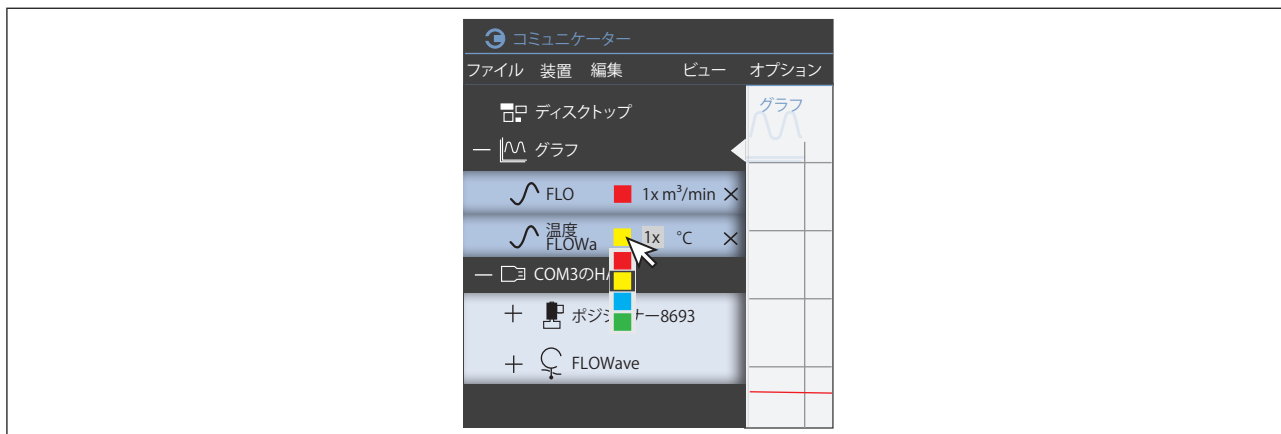 コミュニケーター
ファイル 装置 編集 ビュー オプション
ディスクトップ
グラフ
グラフ
FLO 1x m³/min
温度
FLOWa 1x °C
COM3のHA
ポジショナー8693
FLOWave